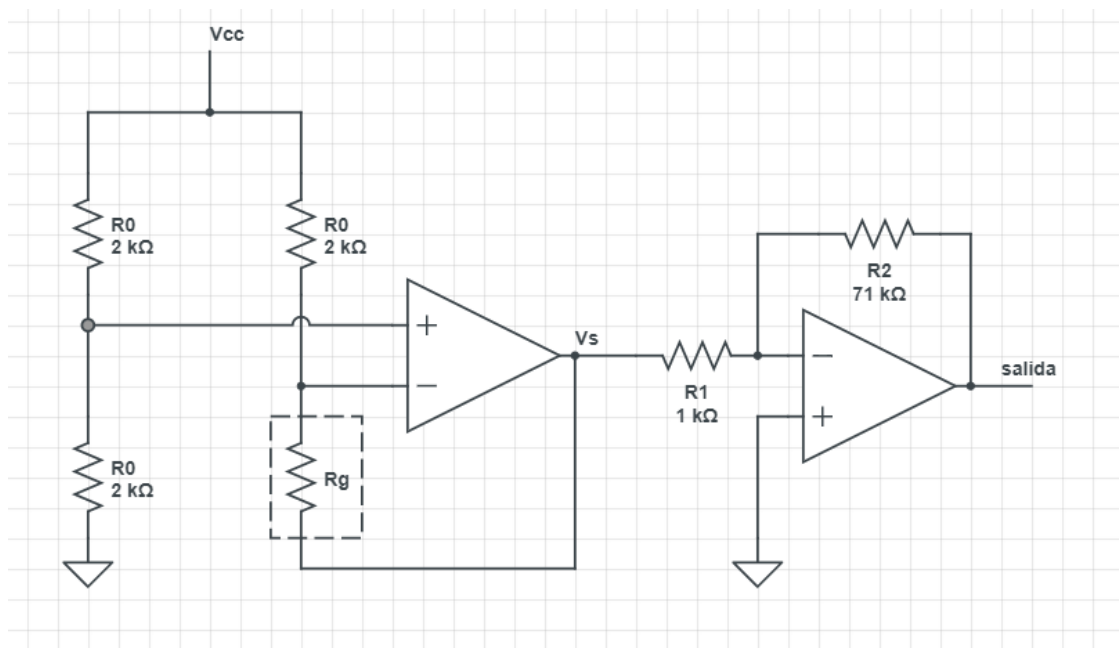 Vcc
R0
2 kΩ
R0
2 kΩ
R2
71 kΩ
+
−
Vs
R1
1 kΩ
−
+
salida
R0
2 kΩ
Rg